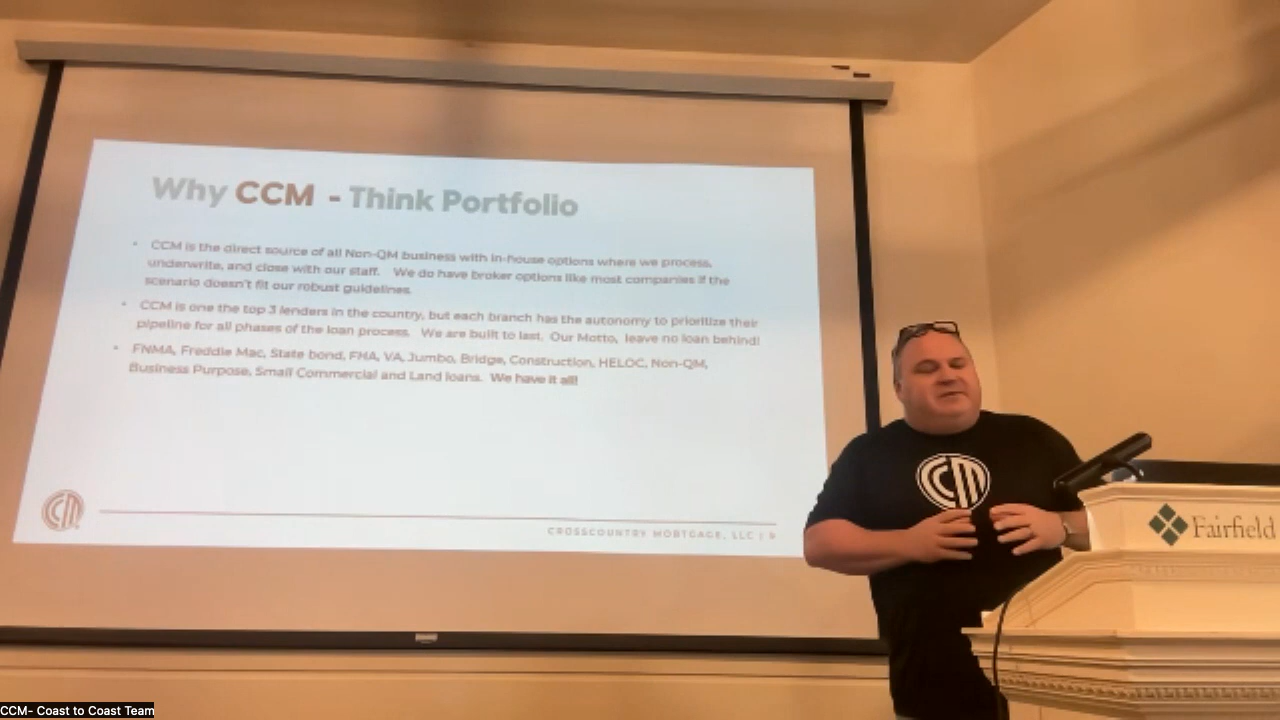 Why CCM - Think Portfolio
• CCM is the direct source of all Non-QM business with in-house options where we process,
underwrite, and close with our staff. We do have broker options like most companies if the
scenario doesn't fit our robust guidelines.
• CCM is one the top 3 lenders in the country, but each branch has the autonomy to prioritize their
pipeline for all phases of the loan process. We are built to last. Our Motto, leave no loan behind!
• FNMA, Freddie Mac, State bond, FHA, VA, Jumbo, Bridge, Construction, HELOC, Non-QM,
Business Purpose, Small Commercial and Land loans. We have it all!
CCM
CROSSCOUNTRY MORTGAGE, LLC | 9
CCM
Fairfield
CCM- Coast to Coast Team